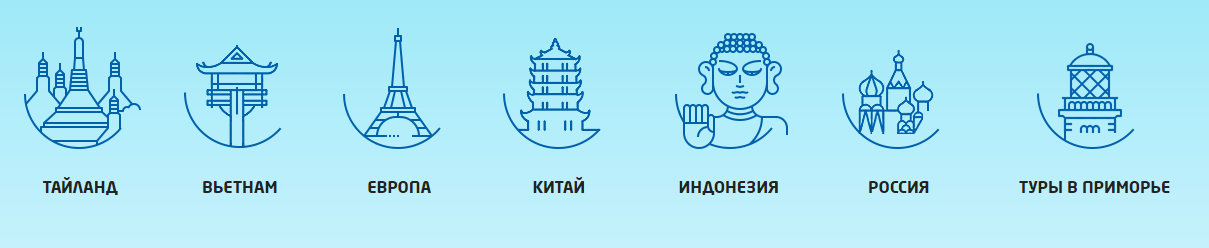 ТАЙЛАНД
ВЬЕТНАМ
ЕВРОПА
КИТАЙ
ИНДОНЕЗИЯ
РОССИЯ
ТУРЫ В ПРИМОРЬЕ